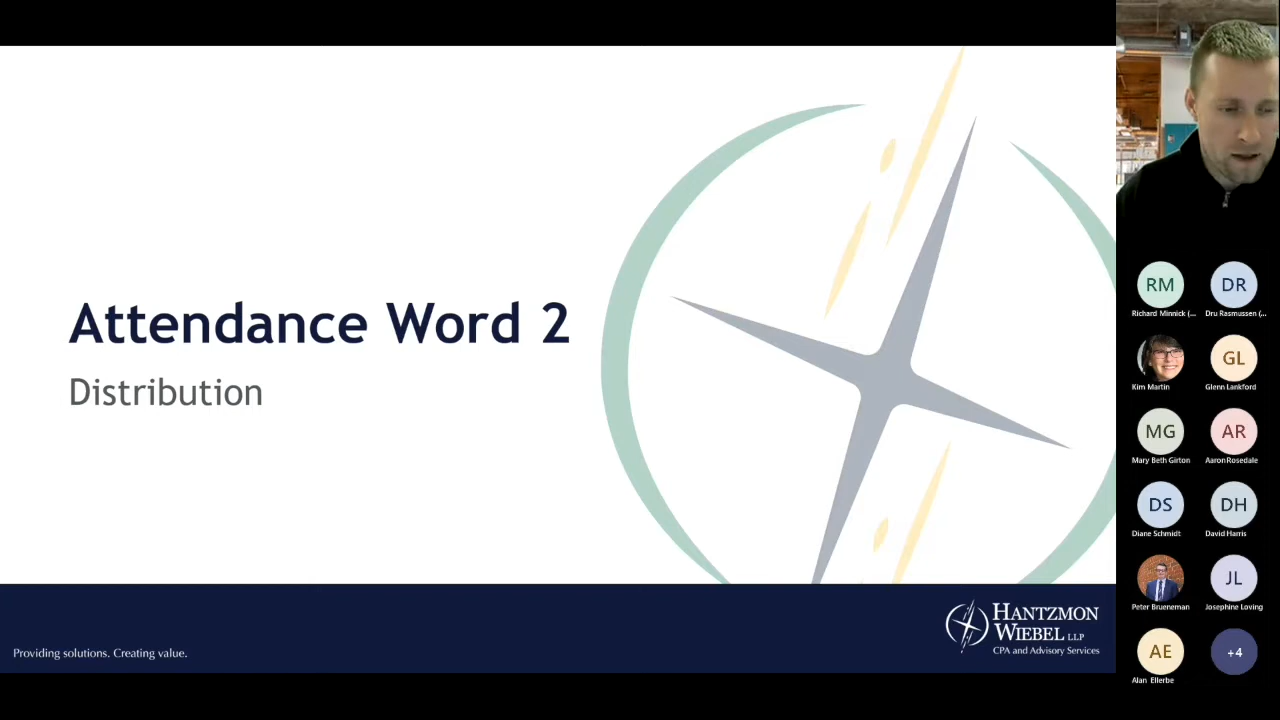 Attendance Word 2
Distribution
Providing solutions. Creating value.
HANTZMON
WIEBEL LLP
CPA and Advisory Services
RM
DR
Richard Minnick (...
Dru Rasmussen (...
Kim Martin
GL
Glenn Lankford
MG
AR
Mary Beth Girton
Aaron Rosedale
DS
DH
Diane Schmidt
David Harris
Peter Brueneman
JL
Josephine Loving
AE
+4
Alan Ellerbe